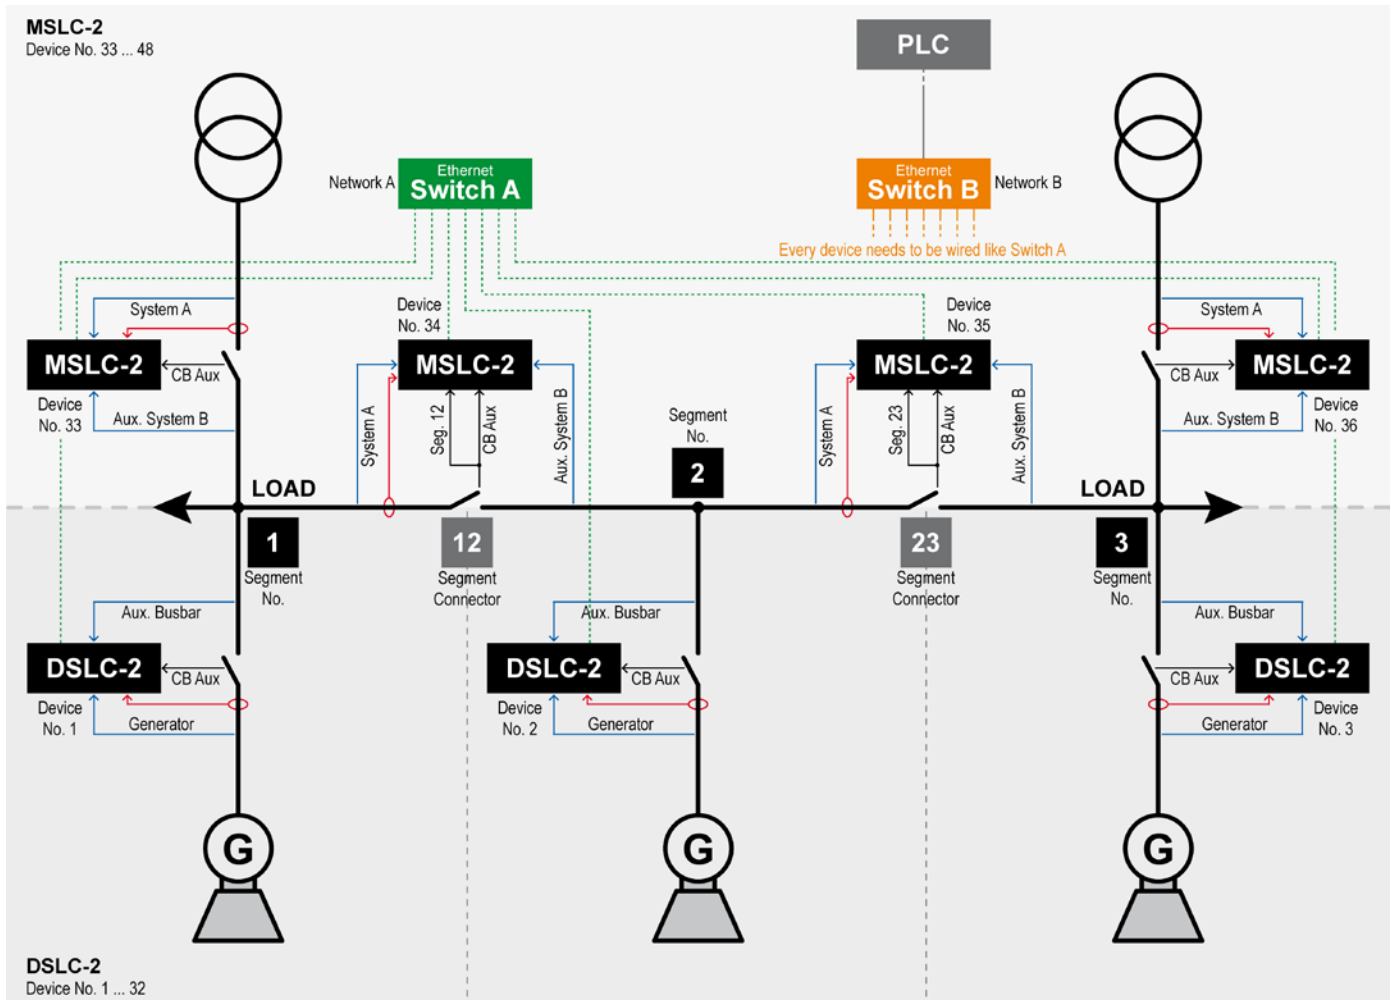 MSLC-2
Device No. 33 ... 48
PLC
Ethernet
Switch A
Network A
Ethernet
Switch B
Network B
Every device needs to be wired like Switch A
System A
MSLC-2
CB Aux
Device
No. 33
Aux. System B
Device
No. 34
MSLC-2
System A
Seg. 12
CB Aux
Aux. System B
Segment
No.
2
Device
No. 35
MSLC-2
System A
Seg. 23
CB Aux
Aux. System B
System A
MSLC-2
CB Aux
Aux. System B
Device
No. 36
LOAD
LOAD
1
Segment
No.
12
Segment
Connector
23
Segment
Connector
3
Segment
No.
Aux. Busbar
DSLC-2
CB Aux
Device
No. 1
Generator
Aux. Busbar
DSLC-2
CB Aux
Device
No. 2
Generator
Aux. Busbar
DSLC-2
CB Aux
Generator
Device
No. 3
G
G
G
DSLC-2
Device No. 1 ... 32